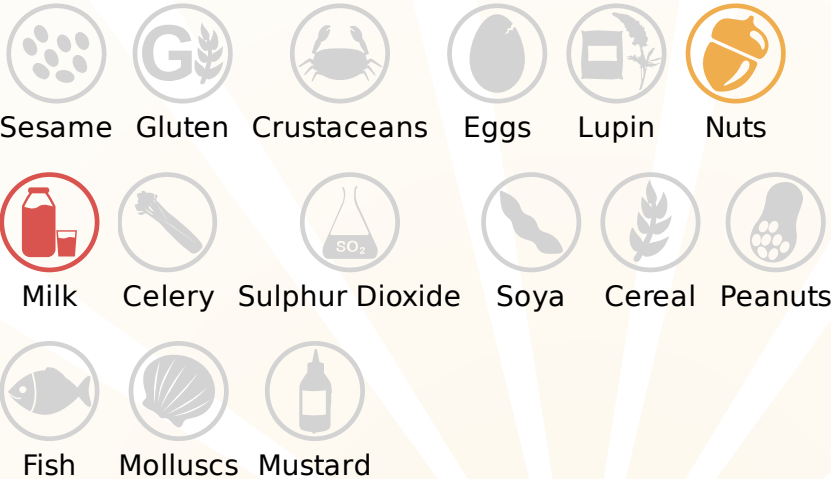 G
Sesame Gluten Crustaceans Eggs Lupin Nuts
SO₂
Milk Celery Sulphur Dioxide Soya Cereal Peanuts
Fish Molluscs Mustard